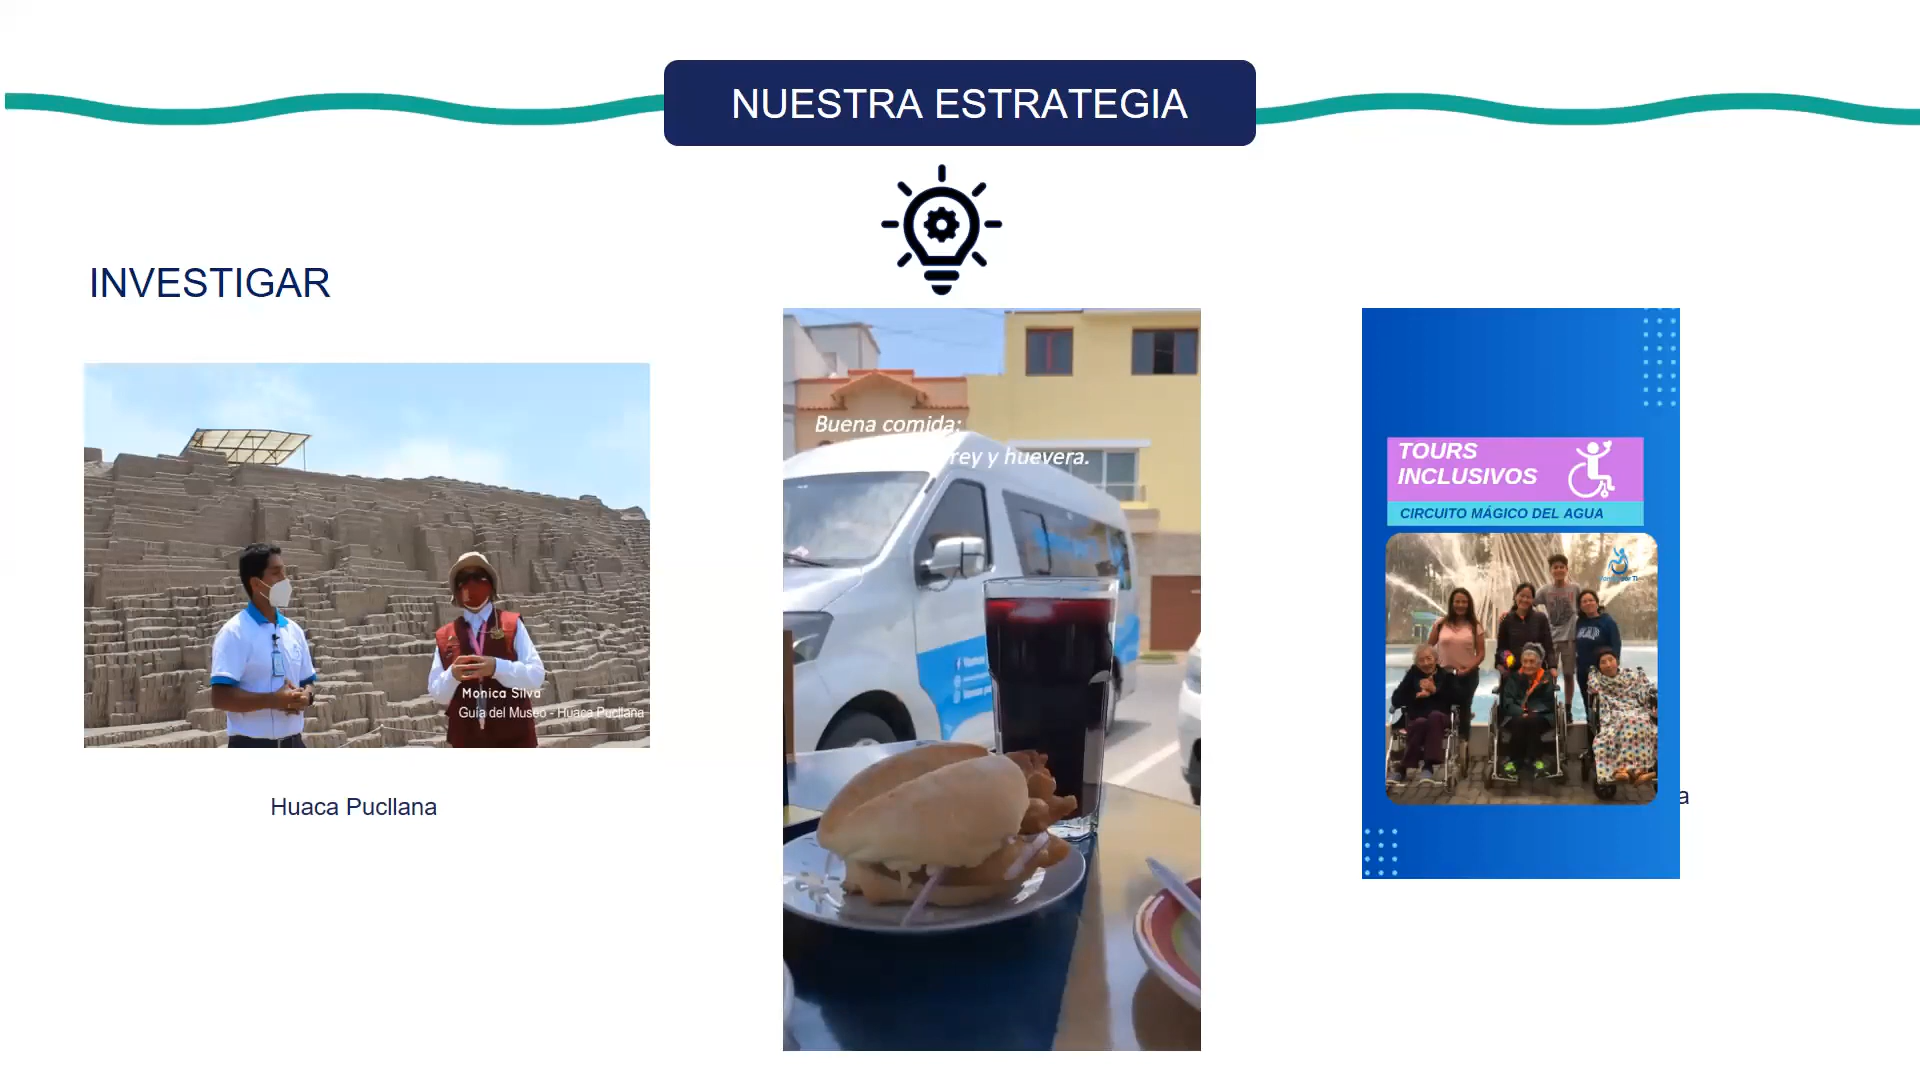 NUESTRA ESTRATEGIA
INVESTIGAR
Monica Silva
Guía del Museo - Huaca Pucllana
Huaca Pucllana
Buena comida:
rey y huevera.
TOURS
INCLUSIVOS
CIRCUITO MÁGICO DEL AGUA
a